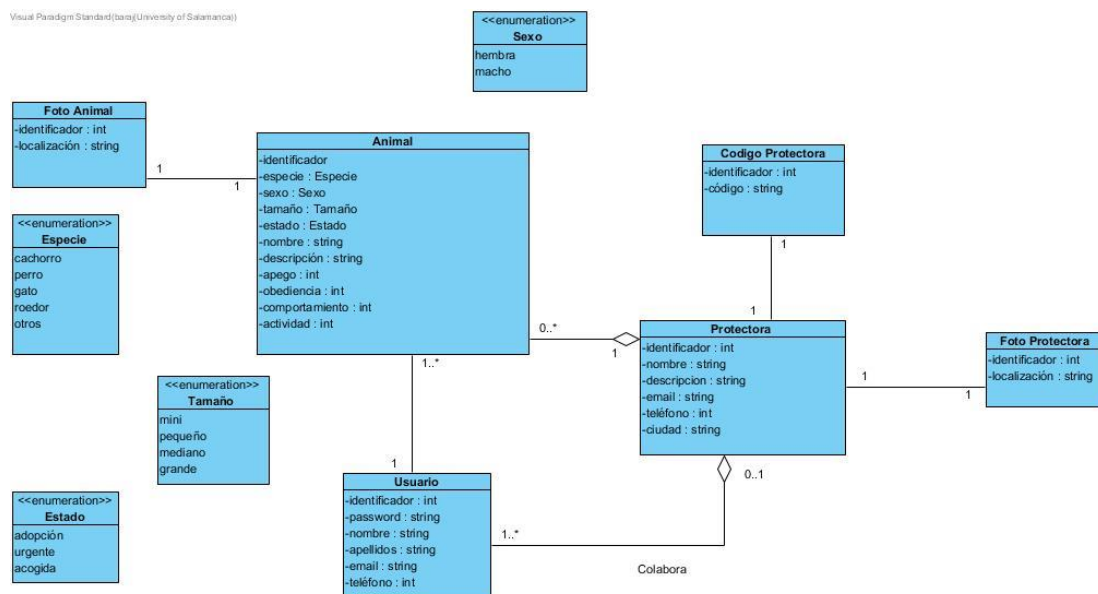 Visual Paradigm Standard(baraj(University of Salamanca))
<<enumeration>>
Sexo
hembra
macho
Foto Animal
-identificador : int
-localización : string
1
1
Animal
-identificador
-especie : Especie
-sexo : Sexo
-tamaño : Tamaño
-estado : Estado
-nombre : string
-descripción : string
-apego : int
-obediencia : int
-comportamiento : int
-actividad : int
Codigo Protectora
-identificador : int
-código : string
1
1
<<enumeration>>
Especie
cachorro
perro
gato
roedor
otros
0..*
1
Protectora
-identificador : int
-nombre : string
-descripcion : string
-email : string
-teléfono : int
-ciudad : string
1
1
Foto Protectora
-identificador : int
-localización : string
<<enumeration>>
Tamaño
mini
pequeño
mediano
grande
1..*
1
<<enumeration>>
Estado
adopción
urgente
acogida
Usuario
-identificador : int
-password : string
-nombre : string
-apellidos : string
-email : string
-teléfono : int
1..*
0..1
Colabora